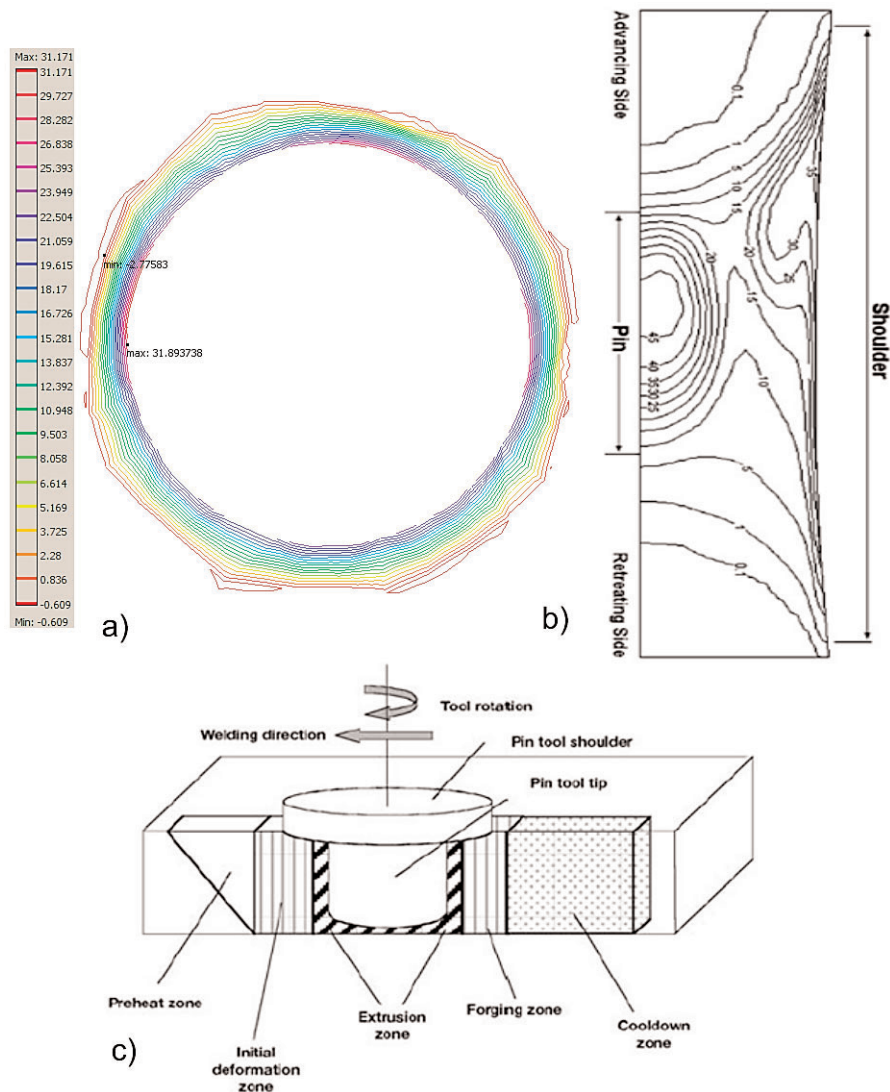 Max: 31.171
31.171
29.727
28.282
26.838
25.393
23.949
22.504
21.059
19.615
18.17
16.726
15.281
13.837
12.392
10.948
9.503
8.058
6.614
5.169
3.725
2.28
0.836
-0.609
Min: -0.609
min: -2.77583
max: 31.893738
a)
b)
Advancing Side
Pin
Retreating Side
Shoulder
0.1
1
5
10
15
35
30
25
20
20
15
45
40
35
30
25
10
5
1
0.1
Tool rotation
Welding direction
Pin tool shoulder
Pin tool tip
Preheat zone
Initial
deformation
zone
Extrusion
zone
Forging zone
Cooldown
zone
c)